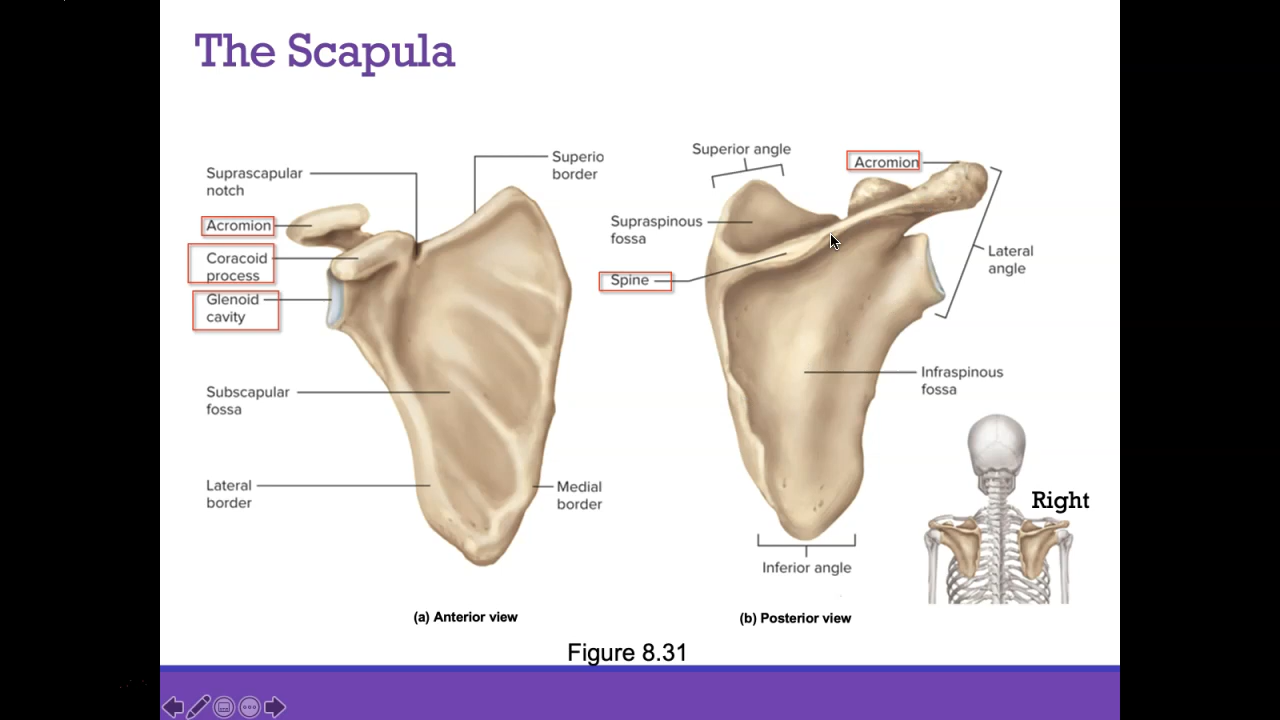 The Scapula
Suprascapular
notch
Acromion
Coracoid
process
Glenoid
cavity
Subscapular
fossa
Lateral
border
Superio
border
Medial
border
(a) Anterior view
Superior angle
Acromion
Supraspinous
fossa
Spine
Lateral
angle
Infraspinous
fossa
Inferior angle
Right
(b) Posterior view
Figure 8.31